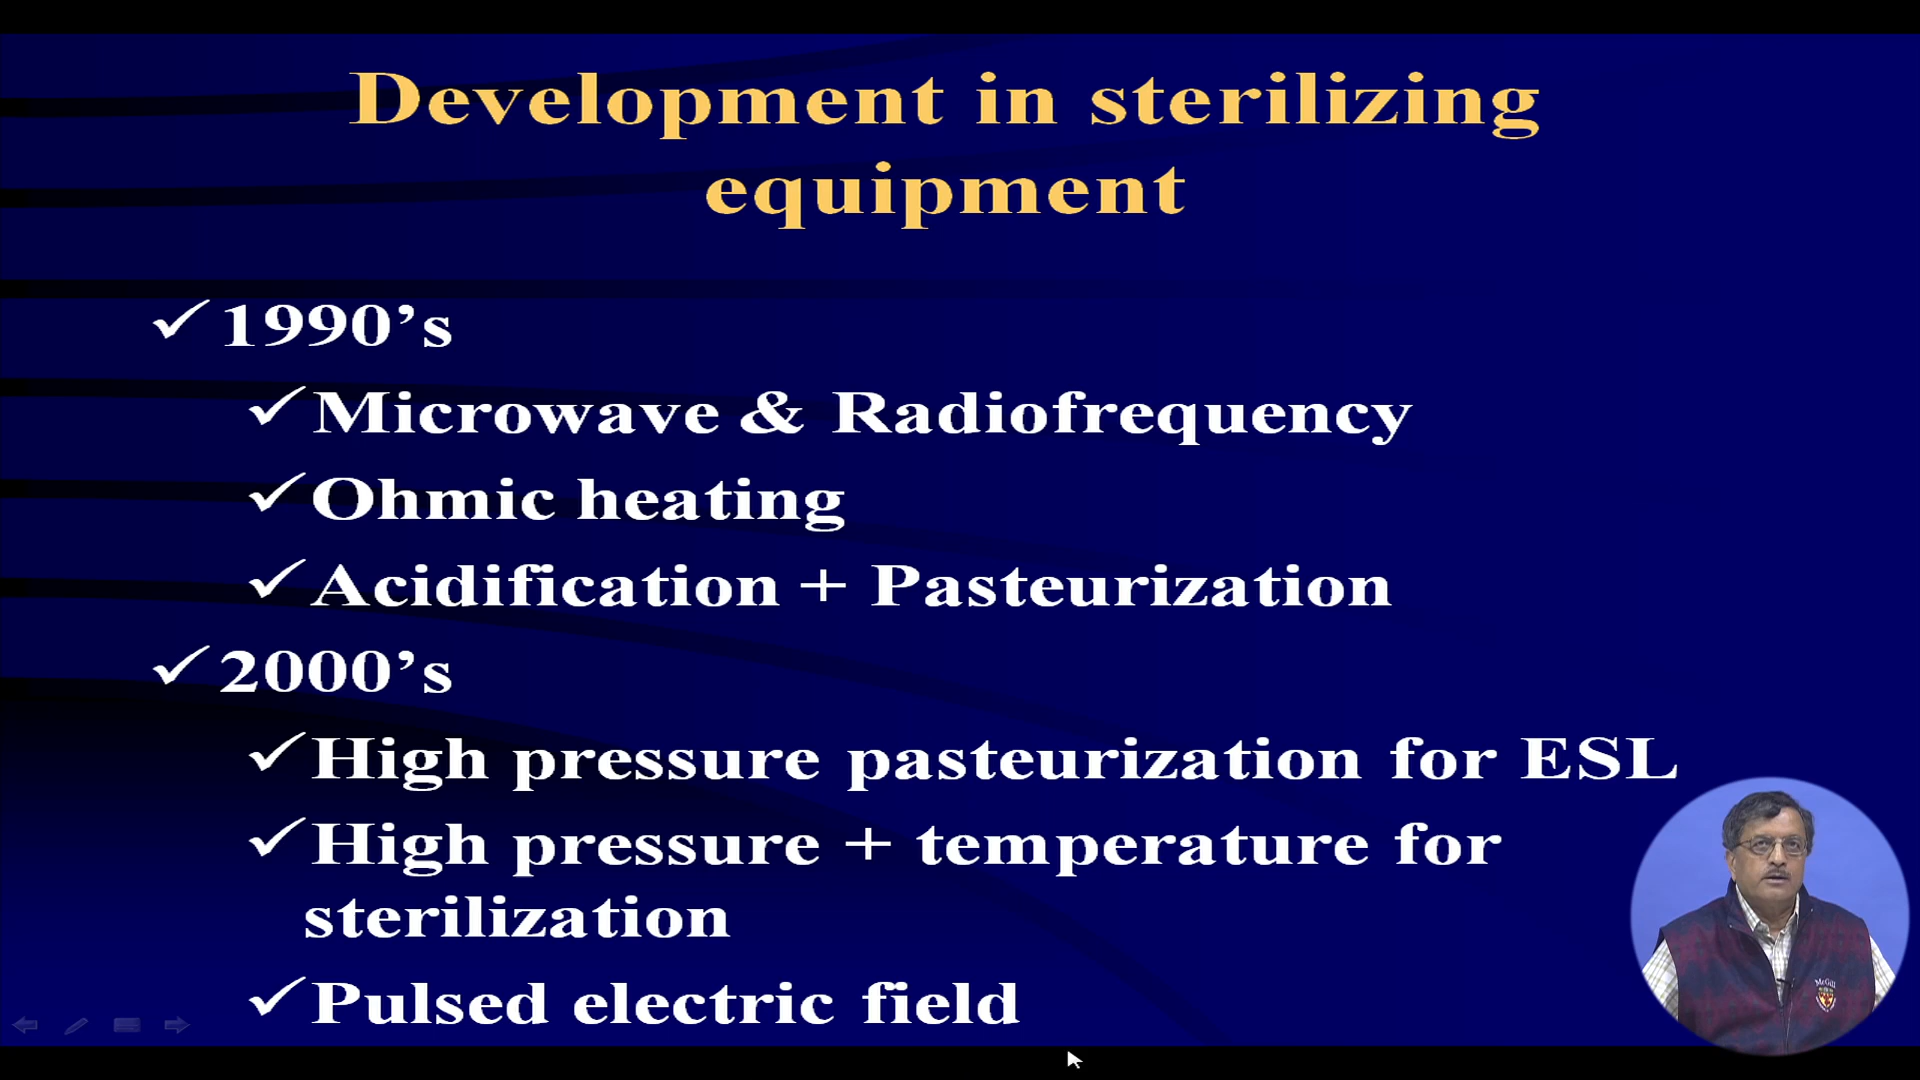 Development in sterilizing
equipment
✓1990’s
✓Microwave & Radiofrequency
✓Ohmic heating
✓Acidification + Pasteurization
✓2000’s
✓High pressure pasteurization for ESL
✓High pressure + temperature for
sterilization
✓Pulsed electric field
McGill